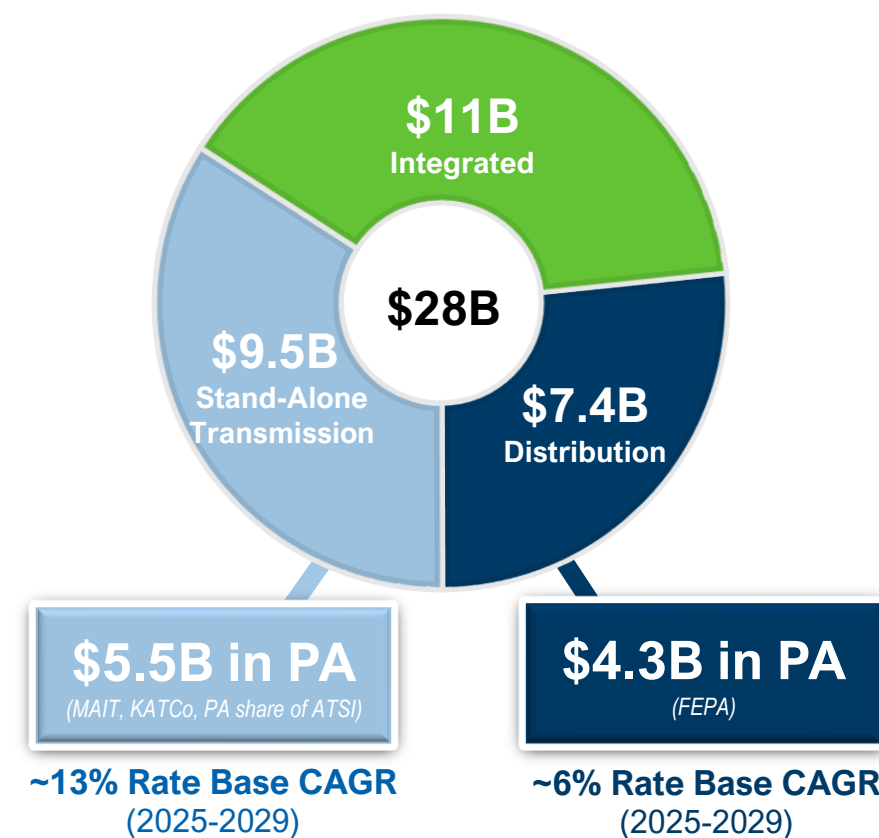 $11B
Integrated
$28B
$9.5B
Stand-Alone
Transmission
$7.4B
Distribution
$5.5B in PA
(MAIT, KATCo, PA share of ATSI)
~13% Rate Base CAGR
(2025-2029)
$4.3B in PA
(FEPA)
~6% Rate Base CAGR
(2025-2029)